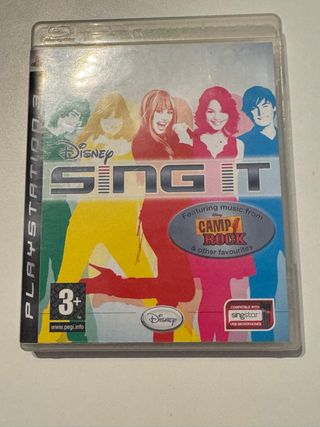 PLAYSTATION 3
Disney
SING IT
Featuring music from
Disney
CAMP ROCK
& other favourites
3+
www.pegi.info
Disney
COMPATIBLE WITH
SingStar
USB MICROPHONES